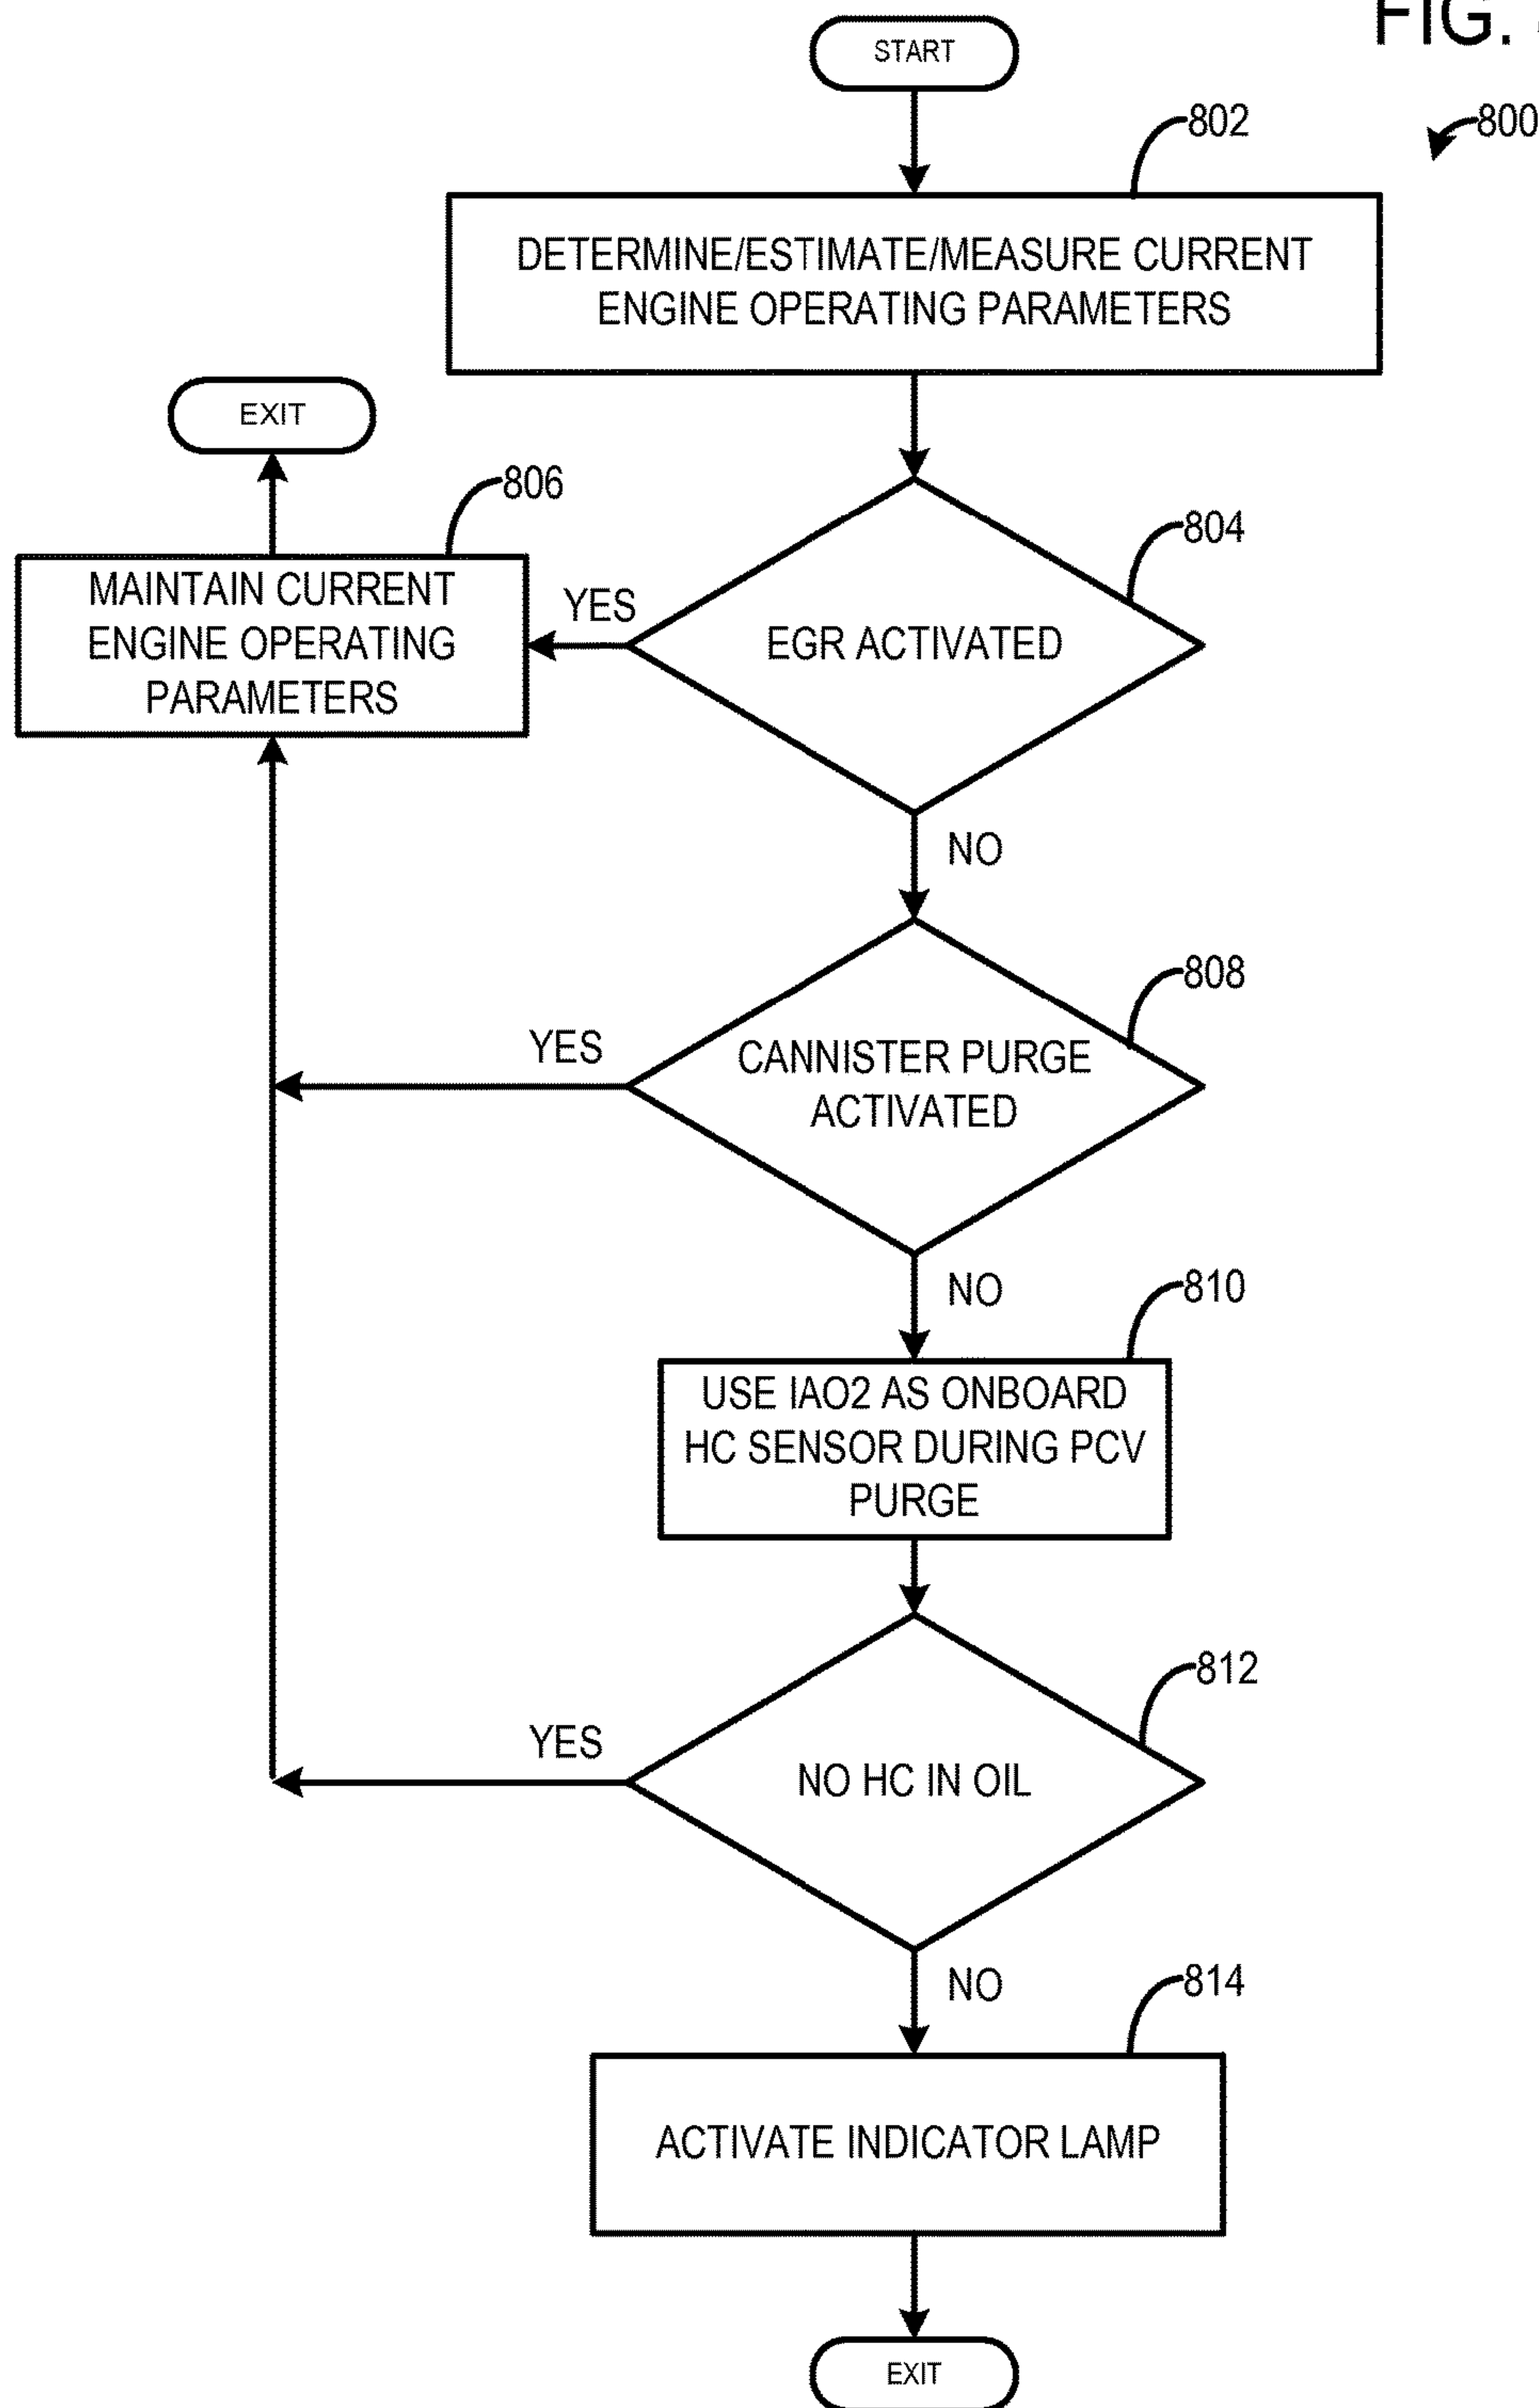 FIG.
START
802
800
DETERMINE/ESTIMATE/MEASURE CURRENT
ENGINE OPERATING PARAMETERS
EXIT
806
804
MAINTAIN CURRENT
ENGINE OPERATING
PARAMETERS
YES
EGR ACTIVATED
NO
808
YES
CANNISTER PURGE
ACTIVATED
NO
810
USE IAO2 AS ONBOARD
HC SENSOR DURING PCV
PURGE
812
YES
NO HC IN OIL
NO
814
ACTIVATE INDICATOR LAMP
EXIT